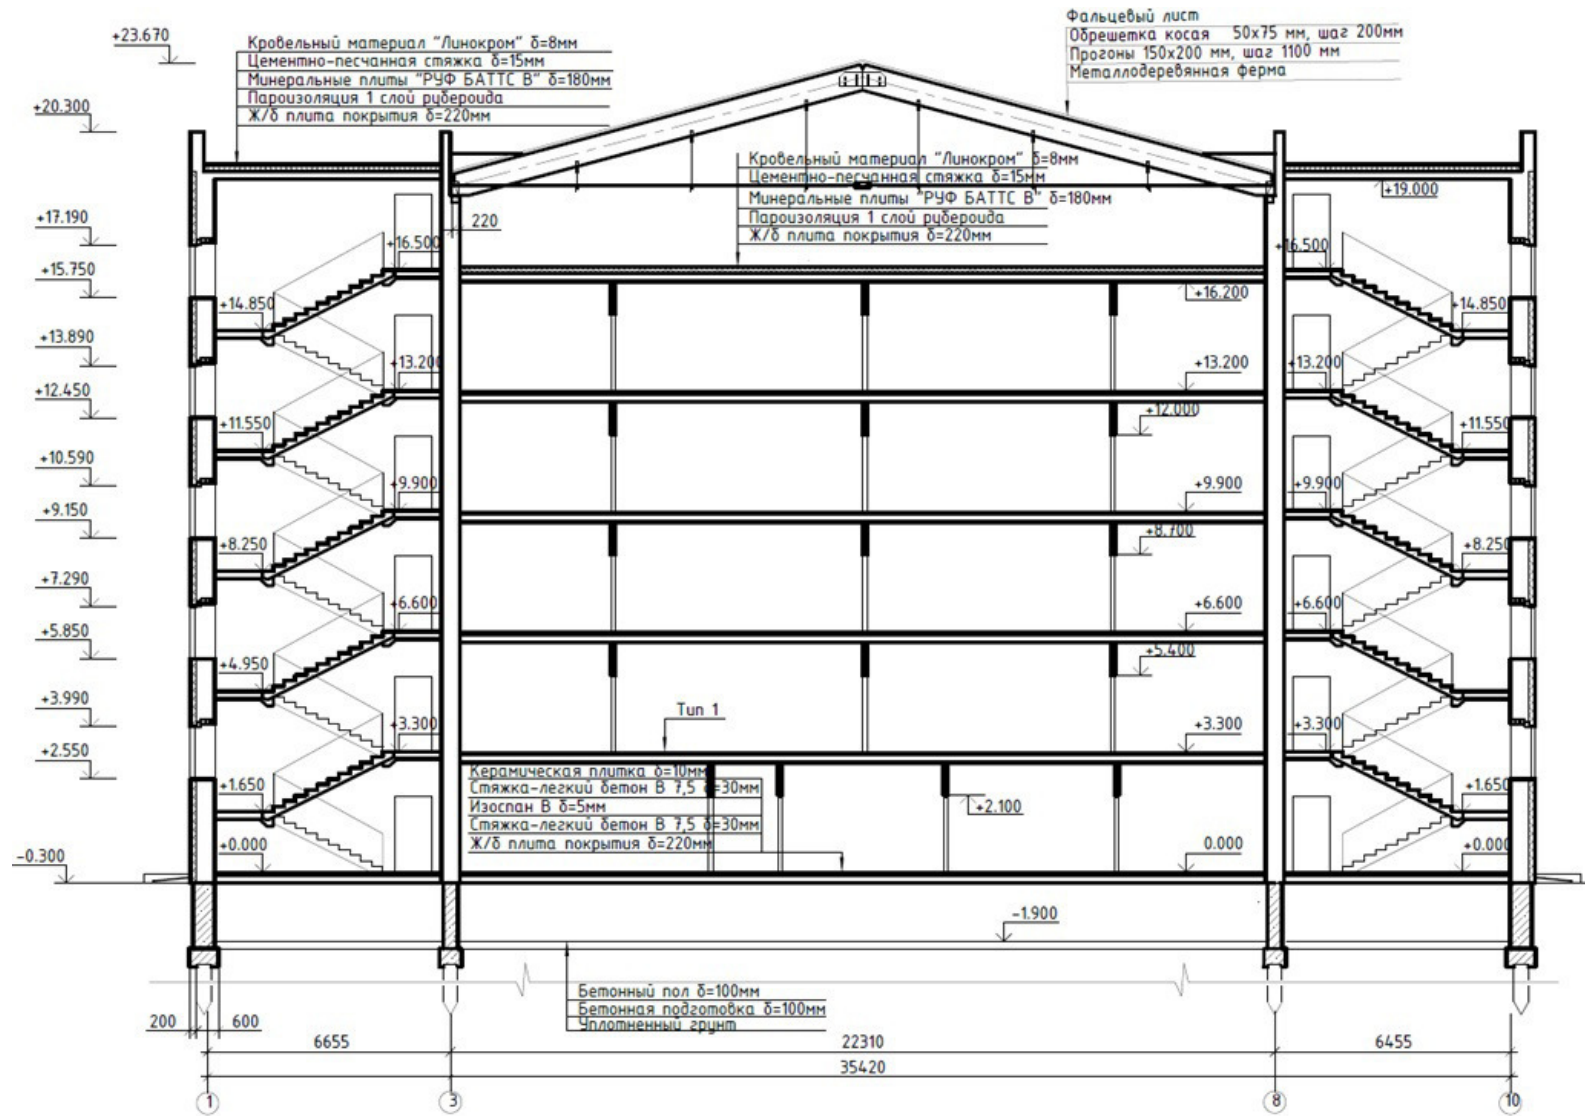 +23.670
Кровельный материал "Линокром" δ=8мм
Цементно-песчанная стяжка δ=15мм
Минеральные плиты "РУФ БАТТС В" δ=180мм
Пароизоляция 1 слой рубероида
Ж/б плита покрытия δ=220мм
Фальцевый лист
Обрешетка косая 50х75 мм, шаг 200мм
Прогоны 150х200 мм, шаг 1100 мм
Металлодеревянная ферма
+20.300
Кровельный материал "Линокром" δ=8мм
Цементно-песчанная стяжка δ=15мм
Минеральные плиты "РУФ БАТТС В" δ=180мм
Пароизоляция 1 слой рубероида
Ж/б плита покрытия δ=220мм
+19.000
+17.190
220
+16.500
+16.500
+15.750
+16.200
+14.850
+14.850
+13.890
+13.200
+13.200
+13.200
+12.450
+12.000
+11.550
+11.550
+10.590
+9.900
+9.900
+9.900
+9.150
+8.700
+8.250
+8.250
+7.290
+6.600
+6.600
+6.600
+5.850
+5.400
+4.950
+3.990
Тип 1
+3.300
+3.300
+3.300
+2.550
Керамическая плитка δ=10мм
Стяжка-легкий бетон В 7,5 δ=30мм
Изоспан В δ=5мм
Стяжка-легкий бетон В 7,5 δ=30мм
Ж/б плита покрытия δ=220мм
+1.650
+2.100
+1.650
-0.300
+0.000
0.000
+0.000
-1.900
Бетонный пол δ=100мм
Бетонная подготовка δ=100мм
Уплотненный грунт
200
600
6655
22310
6455
35420
1
3
8
10